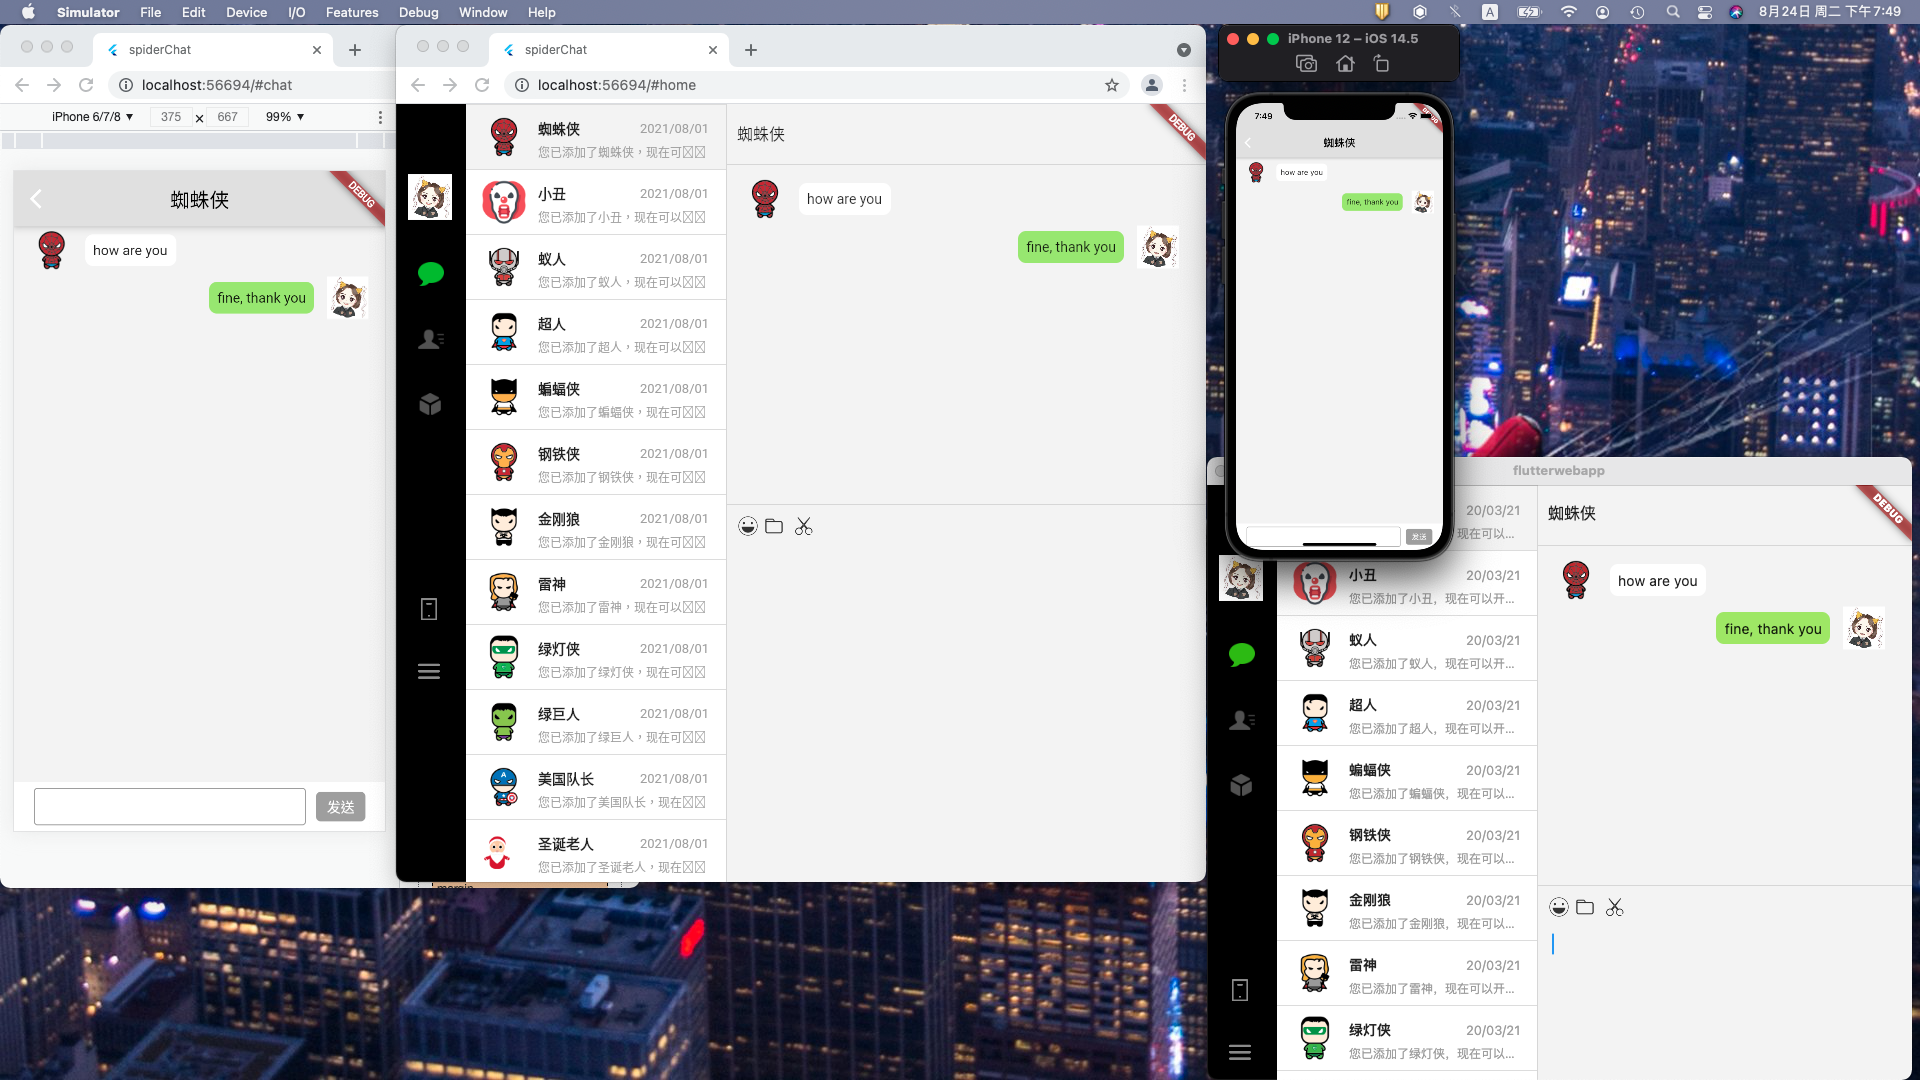 Simulator File Edit Device I/O Features Debug Window Help
A
8月24日 周二 下午7:49
spiderChat
localhost:56694/#chat
iPhone 6/7/8 ▼ 375 × 667 99% ▼
蜘蛛侠
DEBUG
how are you
fine, thank you
发送
spiderChat
localhost:56694/#home
蜘蛛侠 2021/08/01
您已添加了蜘蛛侠，现在可
小丑 2021/08/01
您已添加了小丑，现在可以
蚁人 2021/08/01
您已添加了蚁人，现在可以
超人 2021/08/01
您已添加了超人，现在可以
蝙蝠侠 2021/08/01
您已添加了蝙蝠侠，现在可
钢铁侠 2021/08/01
您已添加了钢铁侠，现在可
金刚狼 2021/08/01
您已添加了金刚狼，现在可
雷神 2021/08/01
您已添加了雷神，现在可以
绿灯侠 2021/08/01
您已添加了绿灯侠，现在可
绿巨人 2021/08/01
您已添加了绿巨人，现在可
美国队长 2021/08/01
您已添加了美国队长，现在
圣诞老人 2021/08/01
您已添加了圣诞老人，现在
蜘蛛侠
DEBUG
how are you
fine, thank you
iPhone 12 – iOS 14.5
7:49
蜘蛛侠
how are you
fine, thank you
发送
flutterwebapp
20/03/21
现在可以...
小丑 20/03/21
您已添加了小丑，现在可以开...
蚁人 20/03/21
您已添加了蚁人，现在可以开...
超人 20/03/21
您已添加了超人，现在可以开...
蝙蝠侠 20/03/21
您已添加了蝙蝠侠，现在可以...
钢铁侠 20/03/21
您已添加了钢铁侠，现在可以...
金刚狼 20/03/21
您已添加了金刚狼，现在可以...
雷神 20/03/21
您已添加了雷神，现在可以开...
绿灯侠 20/03/21
您已添加了绿灯侠，现在可以...
蜘蛛侠
DEBUG
how are you
fine, thank you